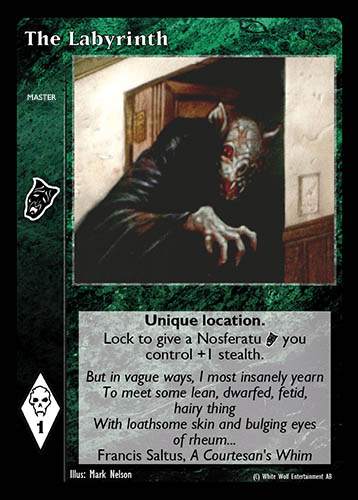 The Labyrinth
MASTER
Unique location.
Lock to give a Nosferatu you
control +1 stealth.
But in vague ways, I most insanely yearn
To meet some lean, dwarfed, fetid,
hairy thing
With loathsome skin and bulging eyes
of rheum...
Francis Saltus, A Courtesan's Whim
1
Illus: Mark Nelson
(C) White Wolf Entertainment AB